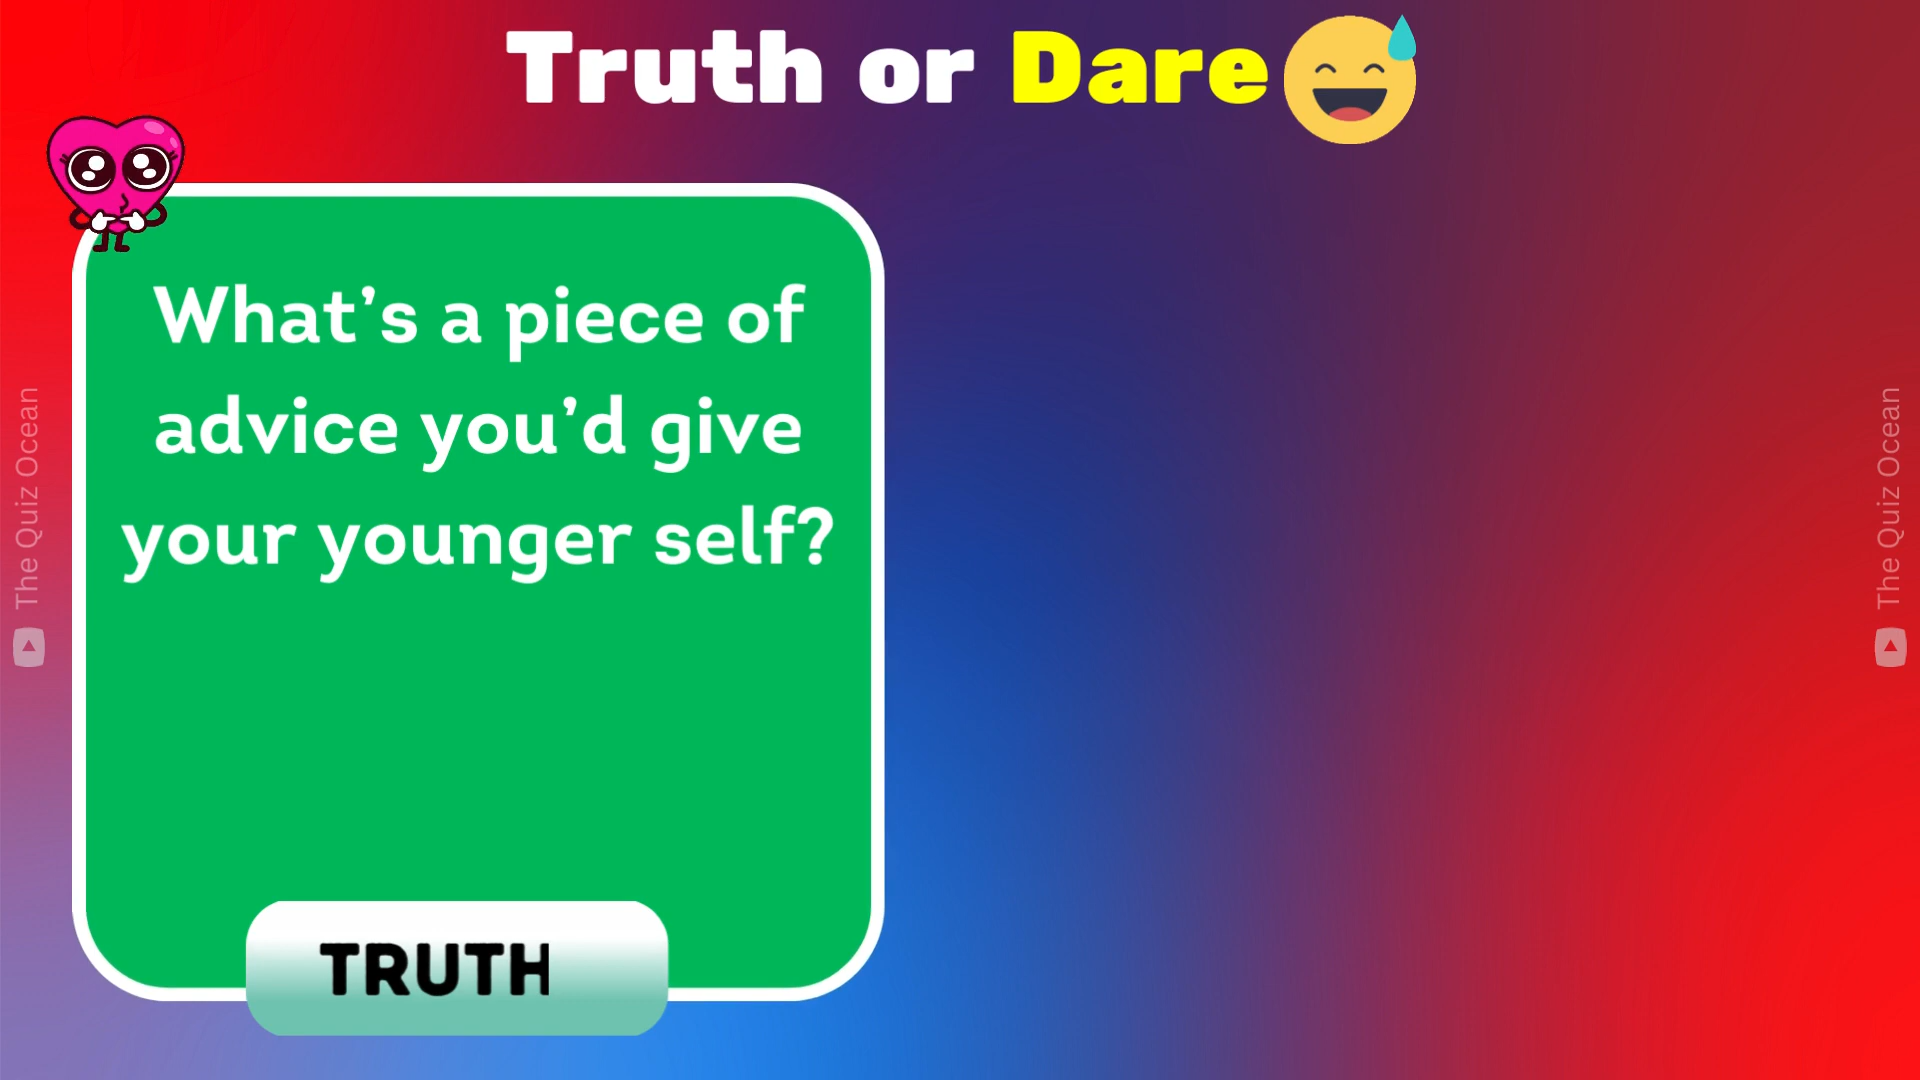 Truth or Dare
What’s a piece of
advice you’d give
your younger self?
TRUTH
The Quiz Ocean
The Quiz Ocean